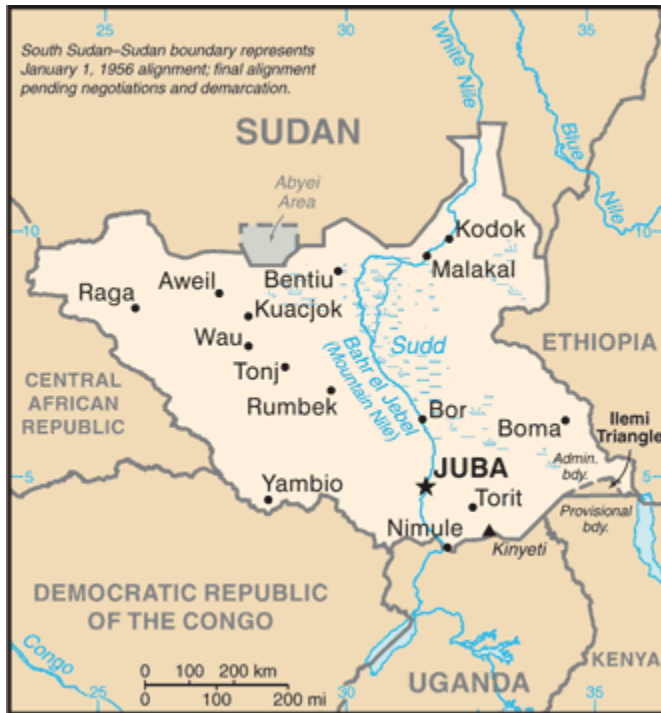 25
30
35
South Sudan–Sudan boundary represents
January 1, 1956 alignment; final alignment
pending negotiations and demarcation.
White Nile
Blue
Nile
SUDAN
Abyei
Area
10
10
Kodok
Malakal
Bentiu
Aweil
Raga
Kuacjok
Wau
Tonj
Rumbek
Sudd
Bahr el Jebel
(Mountain Nile)
ETHIOPIA
CENTRAL
AFRICAN
REPUBLIC
Bor
Boma
Ilemi
Triangle
Admin.
bdy.
5
5
JUBA
Yambio
Torit
Provisional
bdy.
Nimule
Kinyeti
DEMOCRATIC REPUBLIC
OF THE CONGO
Congo
UGANDA
KENYA
0 100 200 km
0 100 200 mi
25
30
35